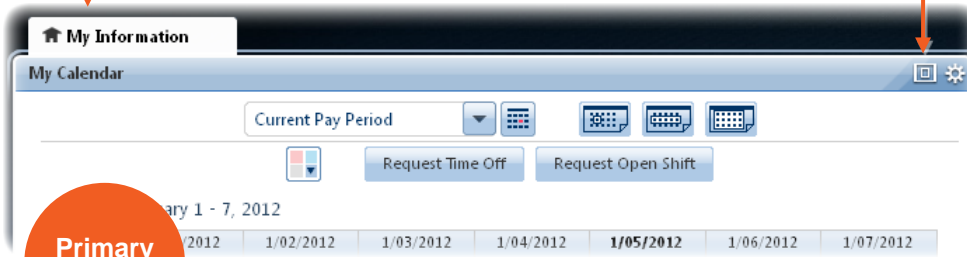 My Information
My Calendar
Current Pay Period
Request Time Off Request Open Shift
ary 1 - 7, 2012
Primary
/2012 1/02/2012 1/03/2012 1/04/2012 1/05/2012 1/06/2012 1/07/2012